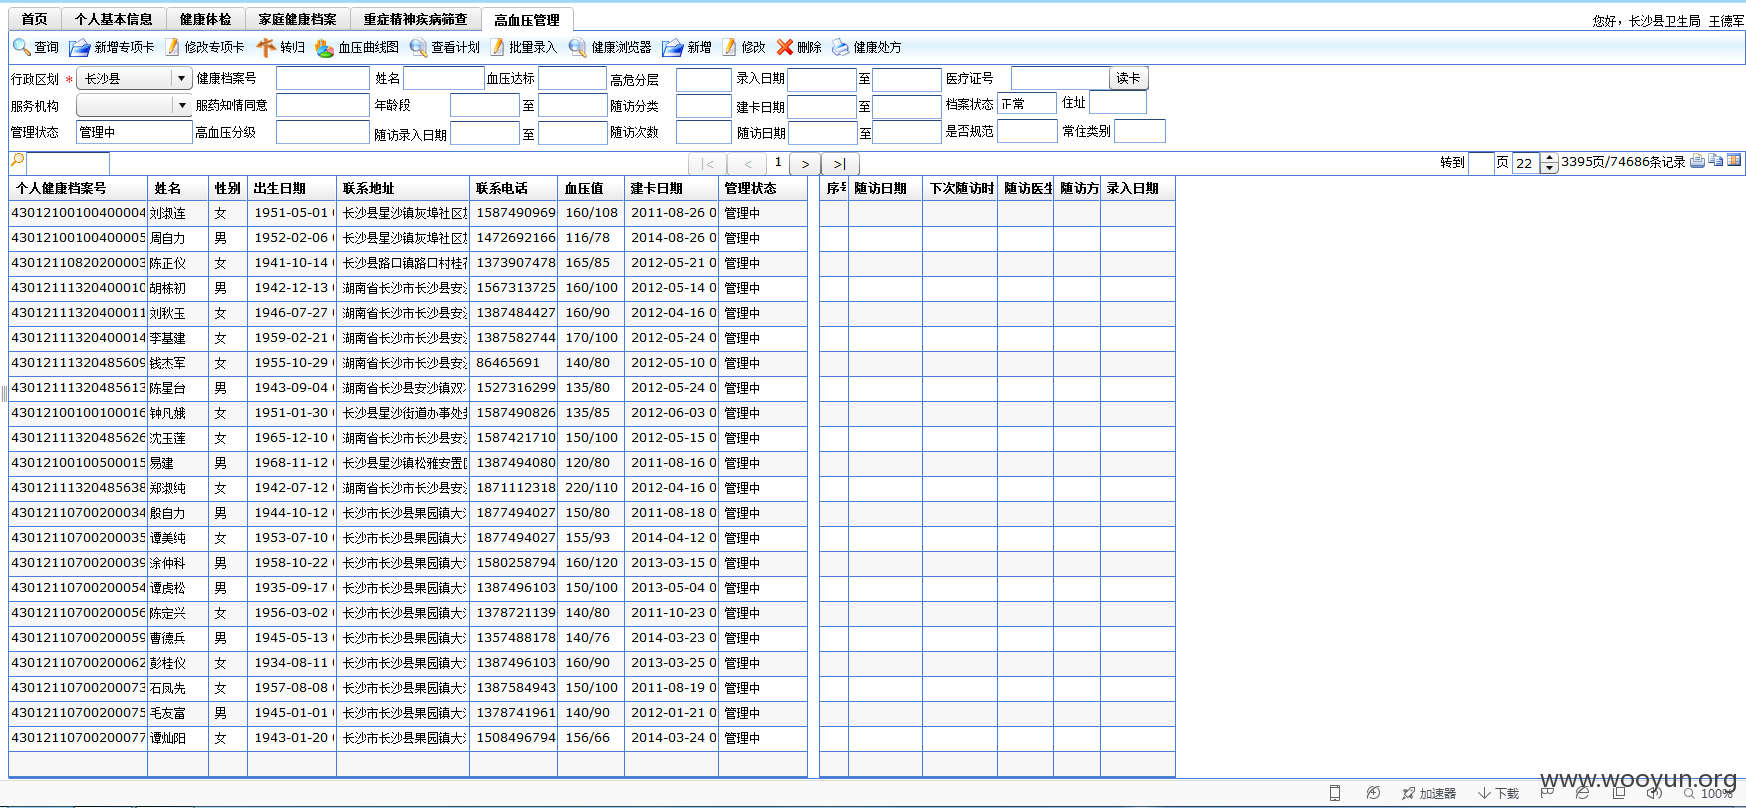 首页 个人基本信息 健康体检 家庭健康档案 重症精神疾病筛查 高血压管理 您好，长沙县卫生局 王德军
查询 新增专项卡 修改专项卡 转归 血压曲线图 查看计划 批量录入 健康浏览器 新增 修改 删除 健康处方
行政区划 * 长沙县 健康档案号 姓名 血压达标 高危分层 录入日期 至 医疗证号 读卡
服务机构 服药知情同意 年龄段 至 随访分类 建卡日期 至 档案状态 正常 住址
管理状态 管理中 高血压分级 随访录入日期 至 随访次数 随访日期 至 是否规范 常住类别
|< < 1 > >| 转到 页 22 3395页/74686条记录
个人健康档案号 姓名 性别 出生日期 联系地址 联系电话 血压值 建卡日期 管理状态 序号 随访日期 下次随访时 随访医生 随访方 录入日期
430121001004000004 刘淑连 女 1951-05-01 长沙县星沙镇灰埠社区 1587490969 160/108 2011-08-26 0 管理中
430121001004000005 周自力 男 1952-02-06 长沙县星沙镇灰埠社区 1472692166 116/78 2014-08-26 0 管理中
430121108202000003 陈正仪 女 1941-10-14 长沙县路口镇路口村桂 1373907478 165/85 2012-05-21 0 管理中
430121113204000010 胡栋初 男 1942-12-13 湖南省长沙市长沙县安 1567313725 160/100 2012-05-14 0 管理中
430121113204000011 刘秋玉 女 1946-07-27 湖南省长沙市长沙县安 1387484427 160/90 2012-04-16 0 管理中
430121113204000014 李基建 女 1959-02-21 湖南省长沙市长沙县安 1387582744 170/100 2012-05-24 0 管理中
43012111320485609 钱杰军 女 1955-10-29 湖南省长沙市长沙县安 86465691 140/80 2012-05-10 0 管理中
43012111320485613 陈星台 男 1943-09-04 湖南省长沙县安沙镇双 1527316299 135/80 2012-05-24 0 管理中
430121001001000016 钟凡娥 女 1951-01-30 长沙县星沙街道办事处 1587490826 135/85 2012-06-03 0 管理中
43012111320485626 沈玉莲 女 1965-12-10 湖南省长沙市长沙县安 1587421710 150/100 2012-05-15 0 管理中
430121001005000015 易建 男 1968-11-12 长沙县星沙镇松雅安置 1387494080 120/80 2011-08-16 0 管理中
43012111320485638 郑淑纯 女 1942-07-12 湖南省长沙市长沙县安 1871112318 220/110 2012-04-16 0 管理中
430121107002000034 殷自力 男 1944-10-12 长沙市长沙县果园镇大 1877494027 150/80 2011-08-18 0 管理中
430121107002000035 谭美纯 女 1953-07-10 长沙市长沙县果园镇大 1877494027 155/93 2014-04-12 0 管理中
430121107002000039 涂仲科 男 1958-10-22 长沙市长沙县果园镇大 1580258794 160/120 2013-03-15 0 管理中
430121107002000054 谭虎松 男 1935-09-17 长沙市长沙县果园镇大 1387496103 150/100 2013-05-04 0 管理中
430121107002000056 陈定兴 女 1956-03-02 长沙市长沙县果园镇大 1378721139 140/80 2011-10-23 0 管理中
430121107002000059 曹德兵 男 1945-05-13 长沙市长沙县果园镇大 1357488178 140/76 2014-03-23 0 管理中
430121107002000062 彭桂仪 女 1934-08-11 长沙市长沙县果园镇大 1387496103 160/90 2013-03-25 0 管理中
430121107002000073 石凤先 女 1957-08-08 长沙市长沙县果园镇大 1387584943 150/100 2011-08-19 0 管理中
430121107002000075 毛友富 男 1945-01-01 长沙市长沙县果园镇大 1378741961 140/90 2012-01-21 0 管理中
430121107002000077 谭灿阳 女 1943-01-20 长沙市长沙县果园镇大 1508496794 156/66 2014-03-24 0 管理中
www.wooyun.org
加速器 下载 100%